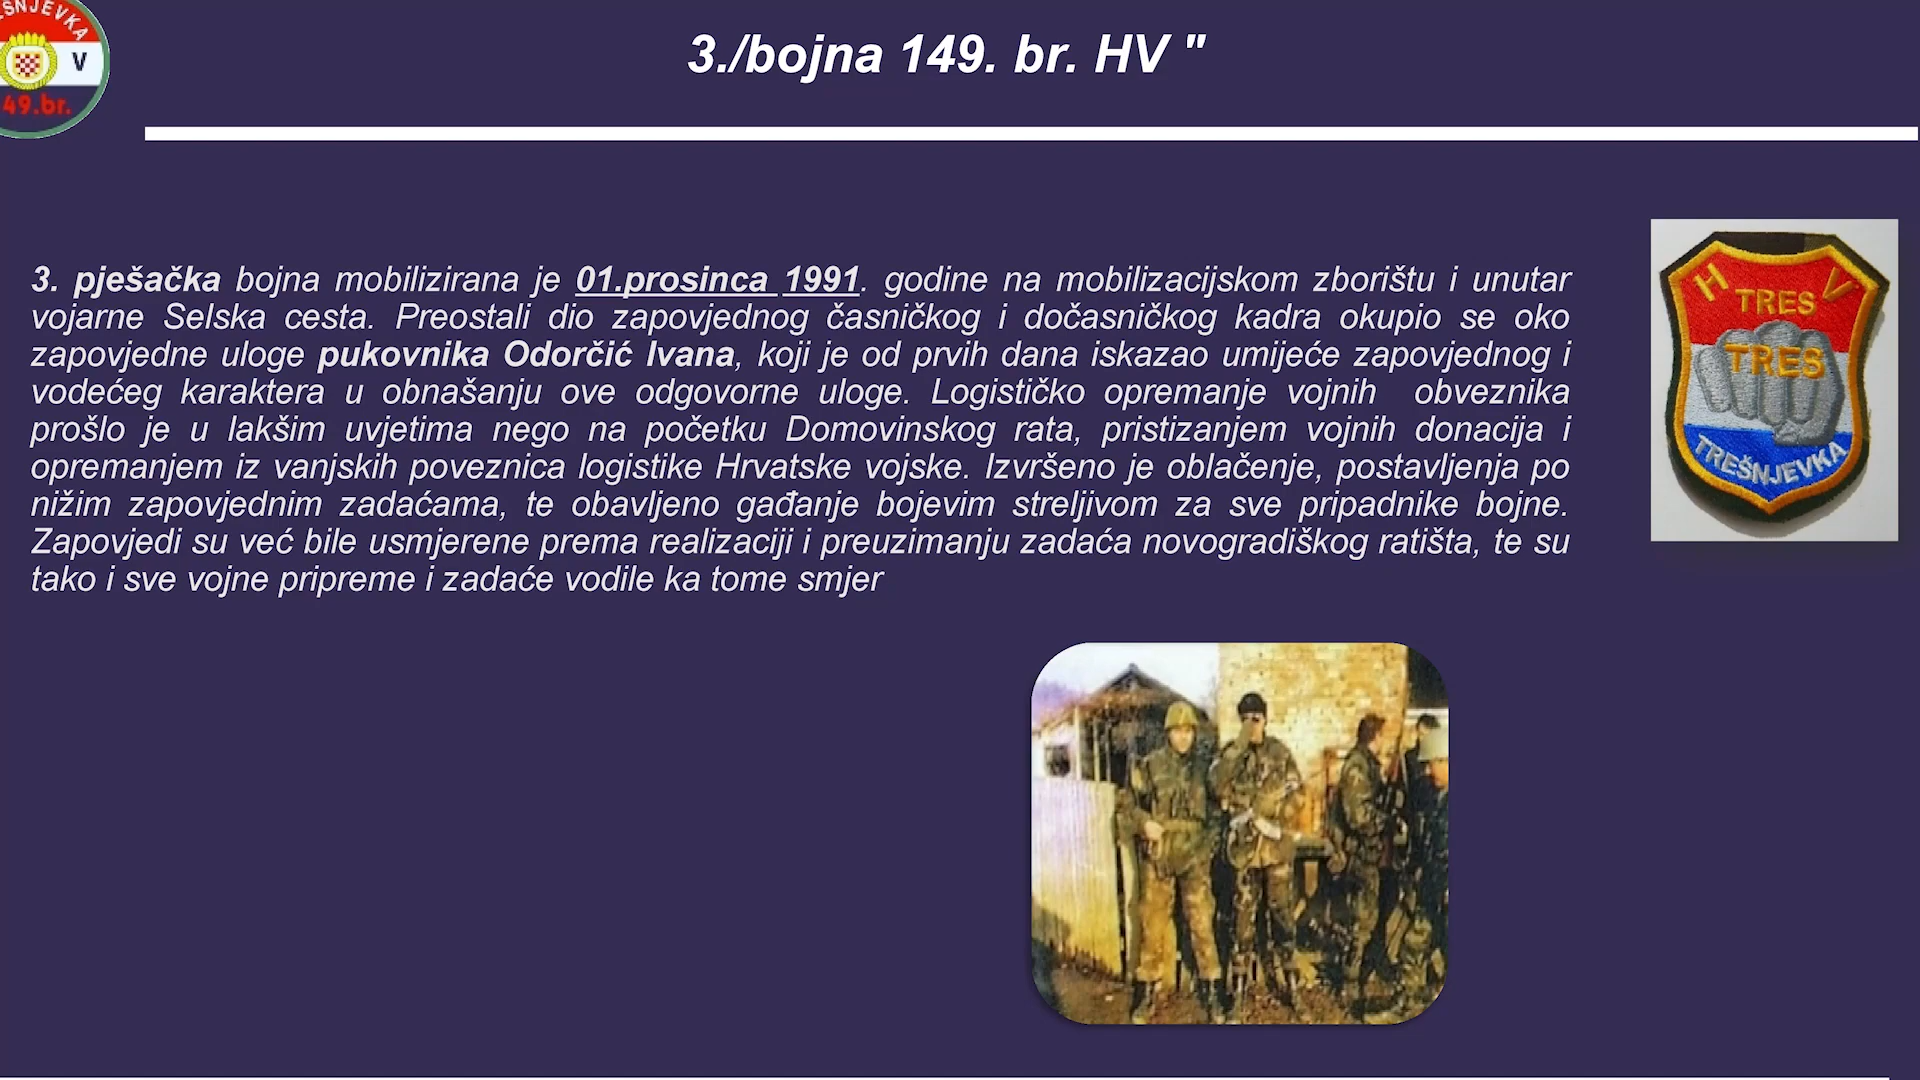 EŠNJEVKA
V
49.br.
3./bojna 149. br. HV "
3. pješačka bojna mobilizirana je 01.prosinca 1991. godine na mobilizacijskom zborištu i unutar
vojarne Selska cesta. Preostali dio zapovjednog časničkog i dočasničkog kadra okupio se oko
zapovjedne uloge pukovnika Odorčić Ivana, koji je od prvih dana iskazao umijeće zapovjednog i
vodećeg karaktera u obnašanju ove odgovorne uloge. Logističko opremanje vojnih obveznika
prošlo je u lakšim uvjetima nego na početku Domovinskog rata, pristizanjem vojnih donacija i
opremanjem iz vanjskih poveznica logistike Hrvatske vojske. Izvršeno je oblačenje, postavljenja po
nižim zapovjednim zadaćama, te obavljeno gađanje bojevim streljivom za sve pripadnike bojne.
Zapovjedi su već bile usmjerene prema realizaciji i preuzimanju zadaća novogradiškog ratišta, te su
tako i sve vojne pripreme i zadaće vodile ka tome smjer
H V
TRES
TRES
TREŠNJEVKA